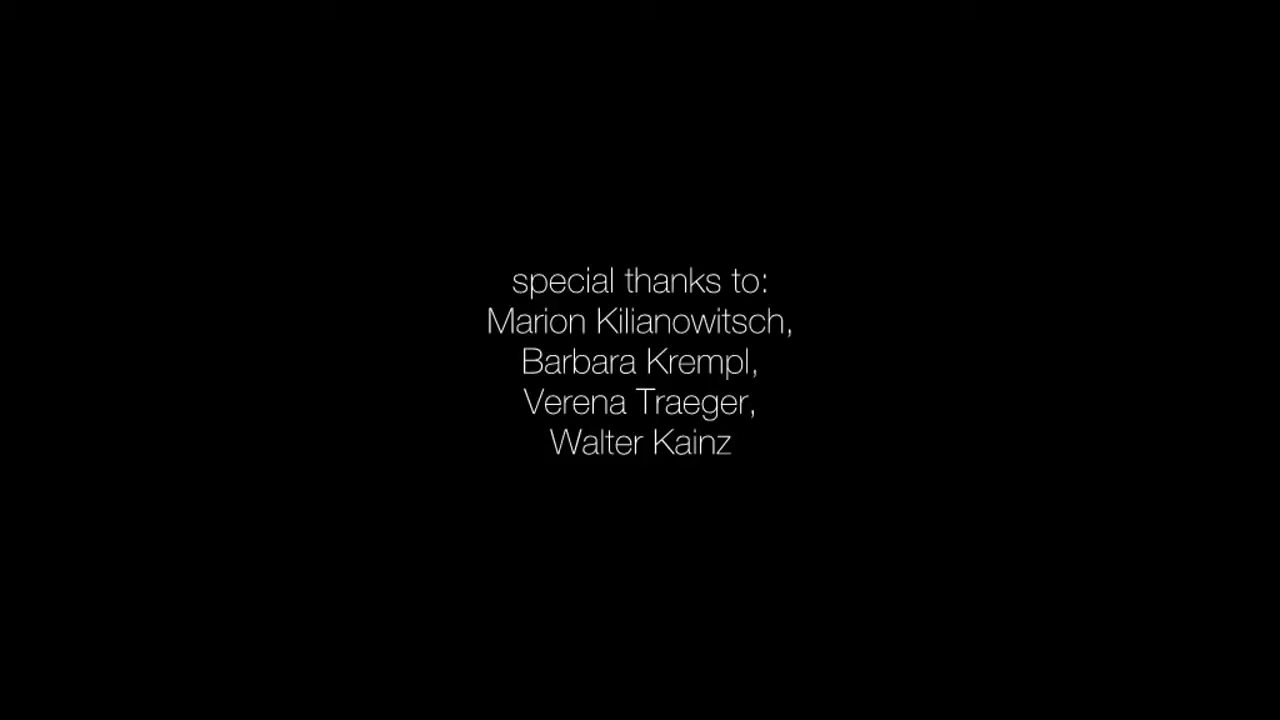 special thanks to:
Marion Kilianowitsch,
Barbara Krempl,
Verena Traeger,
Walter Kainz